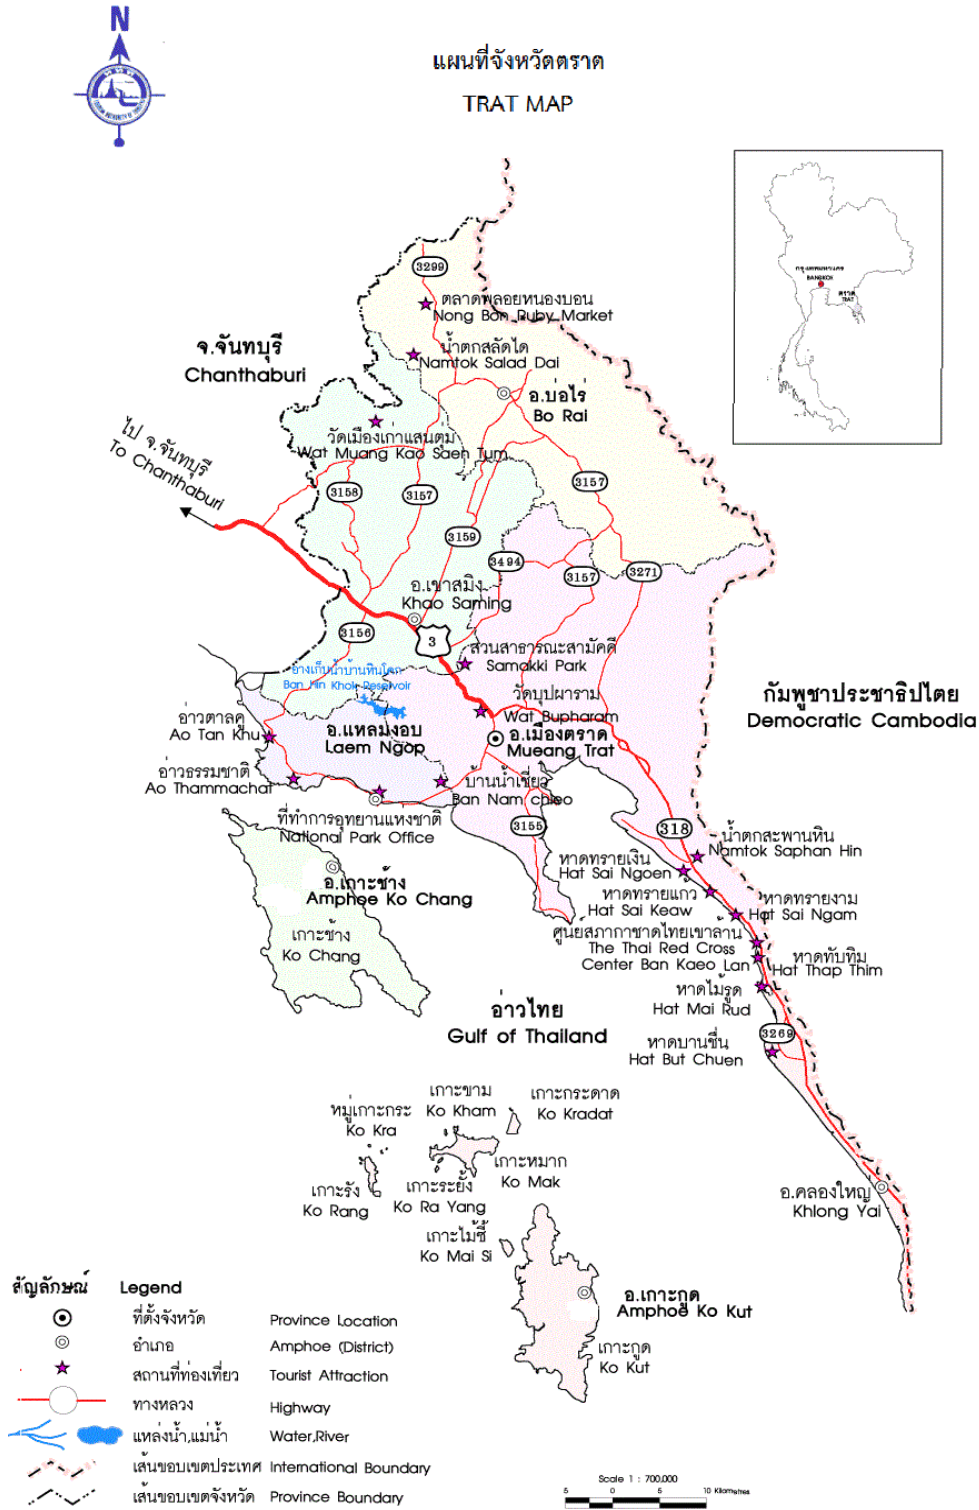 N
แผนที่จังหวัดตราด
TRAT MAP
กรุงเทพมหานคร
BANGKOK
ตราด
TRAT
3299
ตลาดพลอยหนองบอน
Nong Bon Ruby Market
จ.จันทบุรี
Chanthaburi
น้ำตกสลัดได
Namtok Salad Dai
อ.บ่อไร่
Bo Rai
ไป จ.จันทบุรี
To Chanthaburi
วัดเมืองเก่าแสนตุ่ม
Wat Muang Kao Saen Tum
3158
3157
3157
3159
3494
3157
3271
อ.เขาสมิง
Khao Saming
3156
3
สวนสาธารณะสามัคคี
Samakki Park
อ่างเก็บน้ำบ้านหินโคก
Ban Hin Khok Reservoir
วัดบุปผาราม
Wat Bupharam
กัมพูชาประชาธิปไตย
Democratic Cambodia
อ่าวตาลคู่
Ao Tan Khu
อ.แหลมงอบ
Laem Ngop
อ.เมืองตราด
Mueang Trat
อ่าวธรรมชาติ
Ao Thammachat
บ้านน้ำเชี่ยว
Ban Nam chieo
ที่ทำการอุทยานแห่งชาติ
National Park Office
3155
318
น้ำตกสะพานหิน
Namtok Saphan Hin
หาดทรายเงิน
Hat Sai Ngoen
อ.เกาะช้าง
Amphoe Ko Chang
หาดทรายแก้ว
Hat Sai Keaw
หาดทรายงาม
Hat Sai Ngam
เกาะช้าง
Ko Chang
ศูนย์สภากาชาดไทยเขาล้าน
The Thai Red Cross
Center Ban Kaeo Lan
หาดทับทิม
Hat Thap Thim
หาดไม้รูด
Hat Mai Rud
อ่าวไทย
Gulf of Thailand
3269
หาดบานชื่น
Hat But Chuen
หมู่เกาะกระ
Ko Kra
เกาะขาม
Ko Kham
เกาะกระดาด
Ko Kradat
เกาะหมาก
Ko Mak
เกาะรัง
Ko Rang
เกาะระยั้ง
Ko Ra Yang
อ.คลองใหญ่
Khlong Yai
เกาะไม้ซี้
Ko Mai Si
อ.เกาะกูด
Amphoe Ko Kut
เกาะกูด
Ko Kut
สัญลักษณ์ Legend
ที่ตั้งจังหวัด Province Location
อำเภอ Amphoe (District)
สถานที่ท่องเที่ยว Tourist Attraction
ทางหลวง Highway
แหล่งน้ำ,แม่น้ำ Water,River
เส้นขอบเขตประเทศ International Boundary
เส้นขอบเขตจังหวัด Province Boundary
Scale 1 : 700,000
5 0 5 10 Kilometres